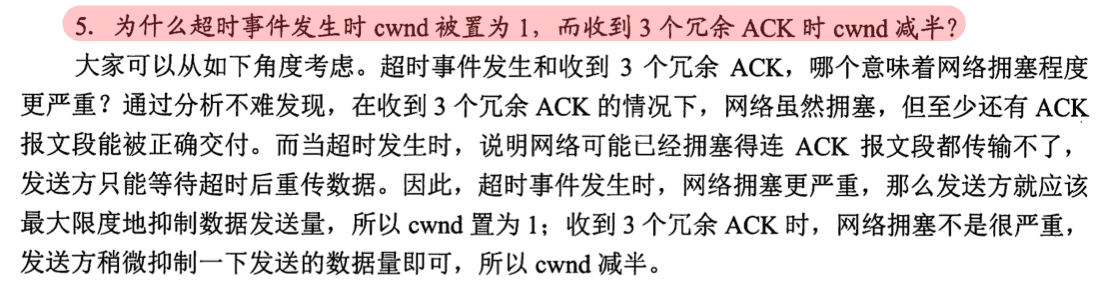 5. 为什么超时事件发生时 cwnd 被置为 1，而收到 3 个冗余 ACK 时 cwnd 减半？
大家可以从如下角度考虑。超时事件发生和收到 3 个冗余 ACK，哪个意味着网络拥塞程度
更严重？通过分析不难发现，在收到 3 个冗余 ACK 的情况下，网络虽然拥塞，但至少还有 ACK
报文段能被正确交付。而当超时发生时，说明网络可能已经拥塞得连 ACK 报文段都传输不了，
发送方只能等待超时后重传数据。因此，超时事件发生时，网络拥塞更严重，那么发送方就应该
最大限度地抑制数据发送量，所以 cwnd 置为 1；收到 3 个冗余 ACK 时，网络拥塞不是很严重，
发送方稍微抑制一下发送的数据量即可，所以 cwnd 减半。